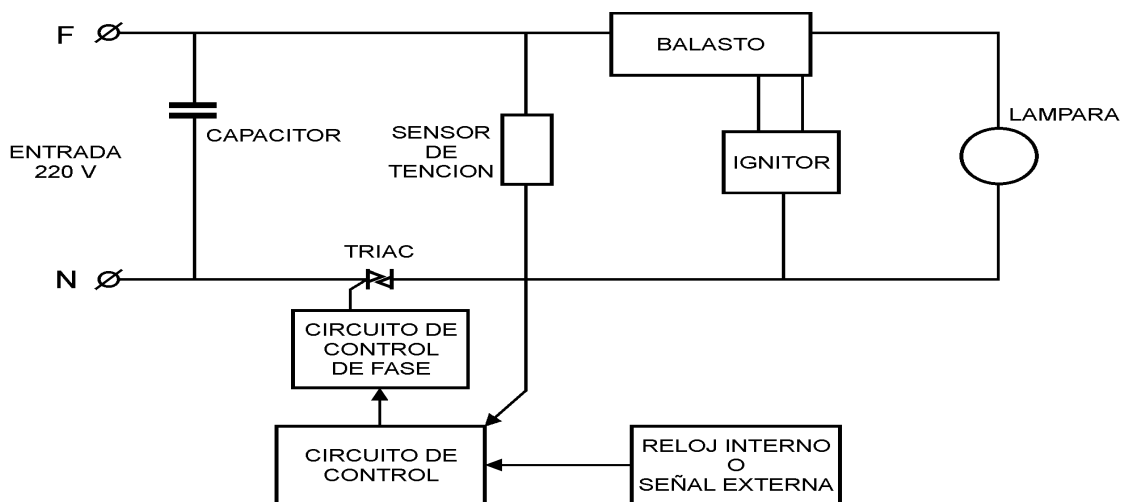 F
BALASTO
LAMPARA
CAPACITOR
SENSOR
DE
TENCION
ENTRADA
220 V
IGNITOR
TRIAC
N
CIRCUITO DE
CONTROL
DE FASE
CIRCUITO DE
CONTROL
RELOJ INTERNO
O
SEÑAL EXTERNA